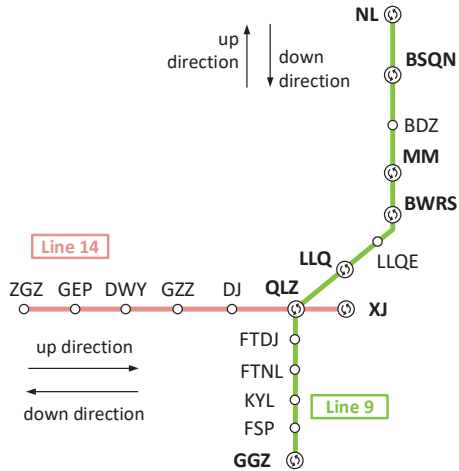 NL
up
direction
down
direction
BSQN
BDZ
MM
BWRS
LLQE
LLQ
Line 14
QLZ
ZGZ GEP DWY GZZ DJ
XJ
up direction
down direction
FTDJ
FTNL
KYL
Line 9
FSP
GGZ